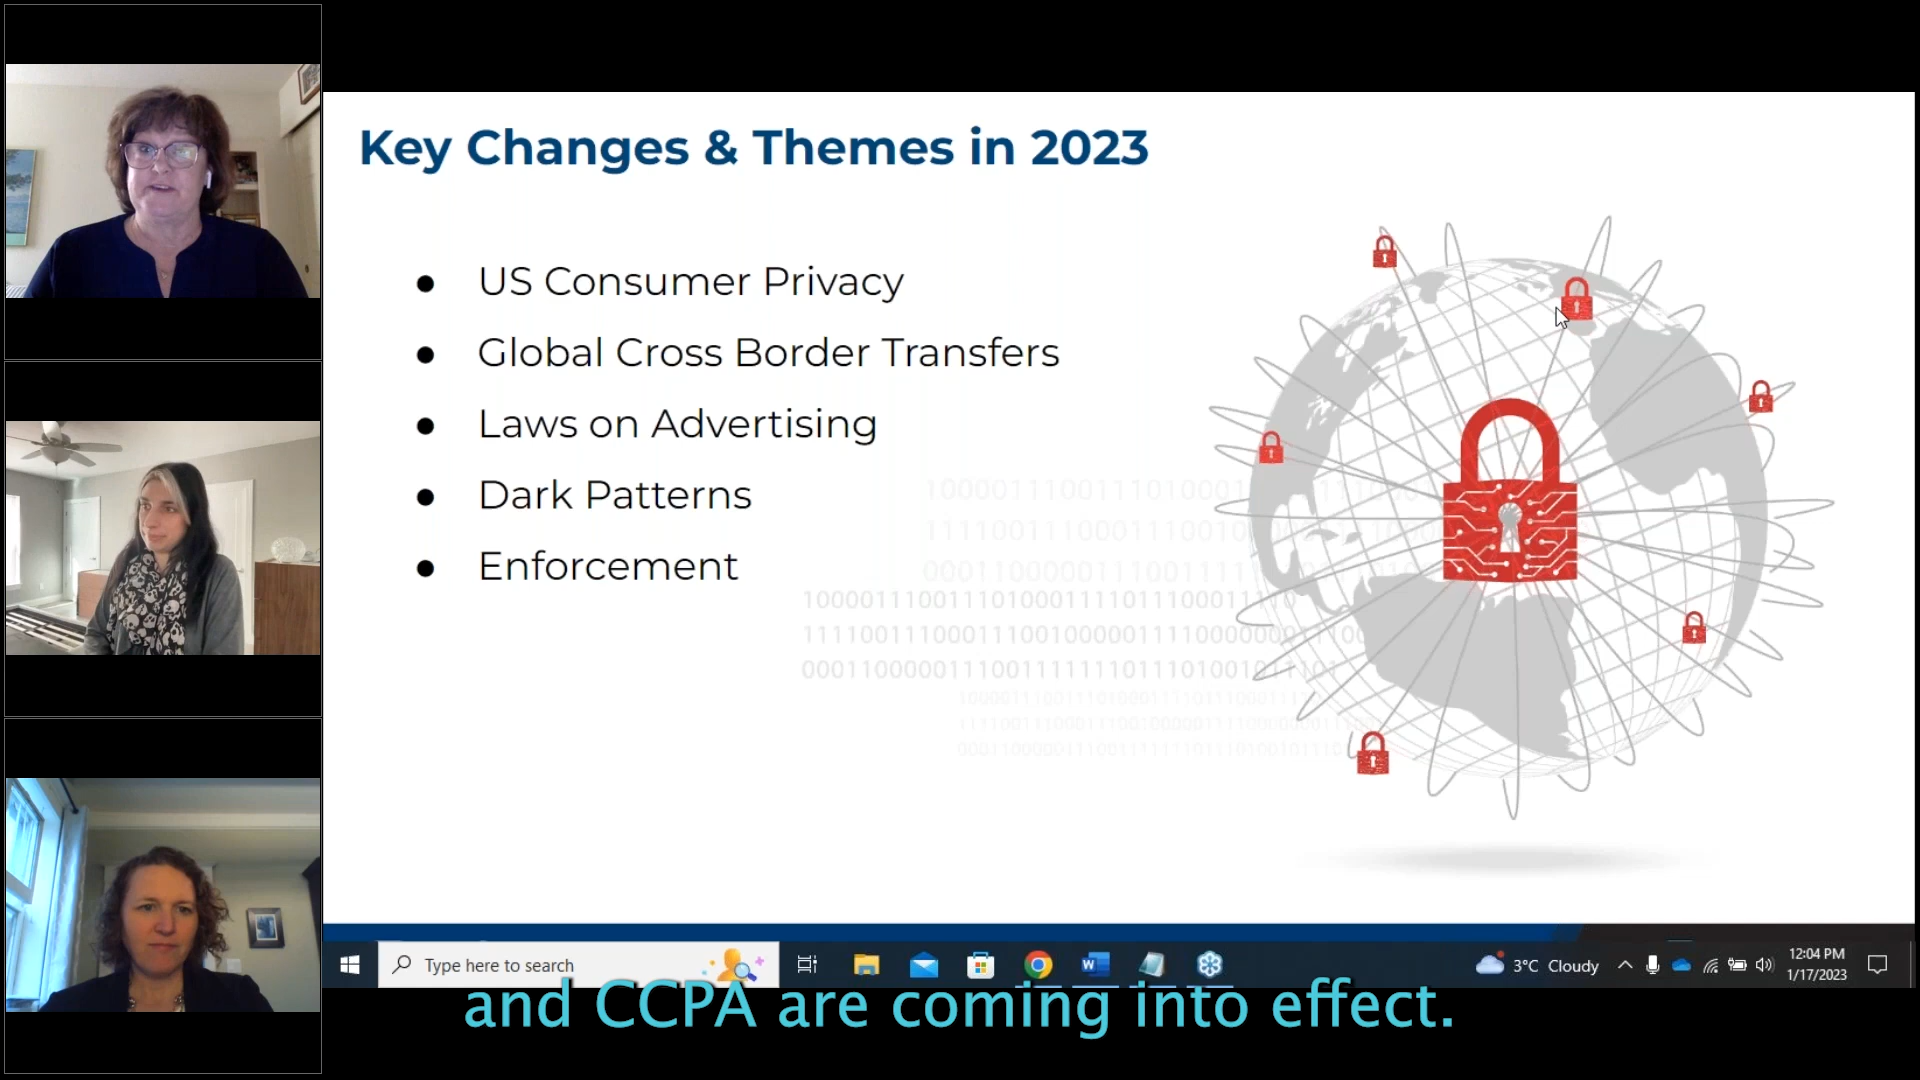 Key Changes & Themes in 2023
● US Consumer Privacy
● Global Cross Border Transfers
● Laws on Advertising
● Dark Patterns
● Enforcement
Type here to search
3°C Cloudy
12:04 PM
1/17/2023
and CCPA are coming into effect.